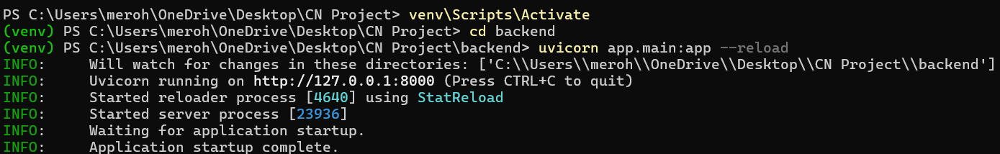 PS C:\Users\meroh\OneDrive\Desktop\CN Project> venv\Scripts\Activate
(venv) PS C:\Users\meroh\OneDrive\Desktop\CN Project> cd backend
(venv) PS C:\Users\meroh\OneDrive\Desktop\CN Project\backend> uvicorn app.main:app --reload
INFO:     Will watch for changes in these directories: ['C:\\Users\\meroh\\OneDrive\\Desktop\\CN Project\\backend']
INFO:     Uvicorn running on http://127.0.0.1:8000 (Press CTRL+C to quit)
INFO:     Started reloader process [4640] using StatReload
INFO:     Started server process [23936]
INFO:     Waiting for application startup.
INFO:     Application startup complete.